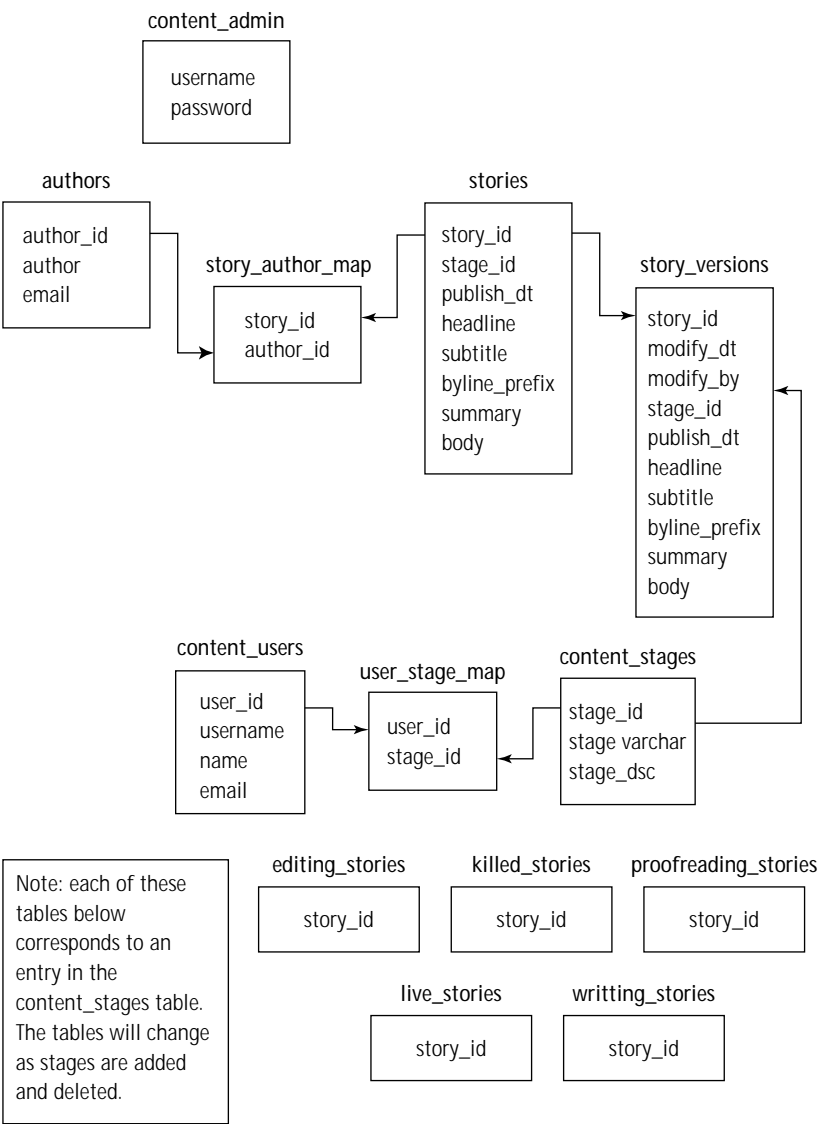 content_admin
username
password
authors
author_id
author
email
story_author_map
story_id
author_id
stories
story_id
stage_id
publish_dt
headline
subtitle
byline_prefix
summary
body
story_versions
story_id
modify_dt
modify_by
stage_id
publish_dt
headline
subtitle
byline_prefix
summary
body
content_users
user_id
username
name
email
user_stage_map
user_id
stage_id
content_stages
stage_id
stage varchar
stage_dsc
Note: each of these
tables below
corresponds to an
entry in the
content_stages table.
The tables will change
as stages are added
and deleted.
editing_stories
story_id
killed_stories
story_id
proofreading_stories
story_id
live_stories
story_id
writting_stories
story_id